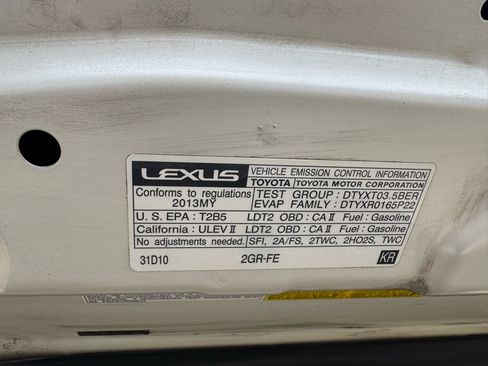 LEXUS VEHICLE EMISSION CONTROL INFORMATION
TOYOTA TOYOTA MOTOR CORPORATION
Conforms to regulations TEST GROUP : DTYXT03.5BER
2013MY EVAP FAMILY : DTYXR0165P22
U. S. EPA : T2B5 LDT2 OBD : CA II Fuel : Gasoline
California : ULEV II LDT2 OBD : CA II Fuel : Gasoline
No adjustments needed. SFI, 2A/FS, 2TWC, 2HO2S, TWC
31D10 2GR-FE KR